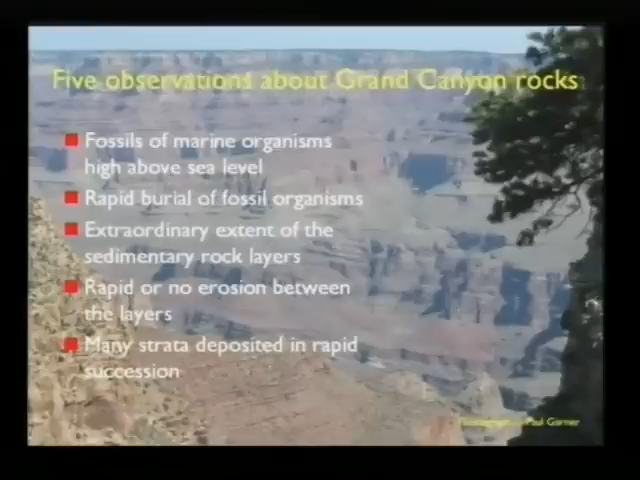 Five observations about Grand Canyon rocks
Fossils of marine organisms
high above sea level
Rapid burial of fossil organisms
Extraordinary extent of the
sedimentary rock layers
Rapid or no erosion between
the layers
Many strata deposited in rapid
succession
Paul Garner